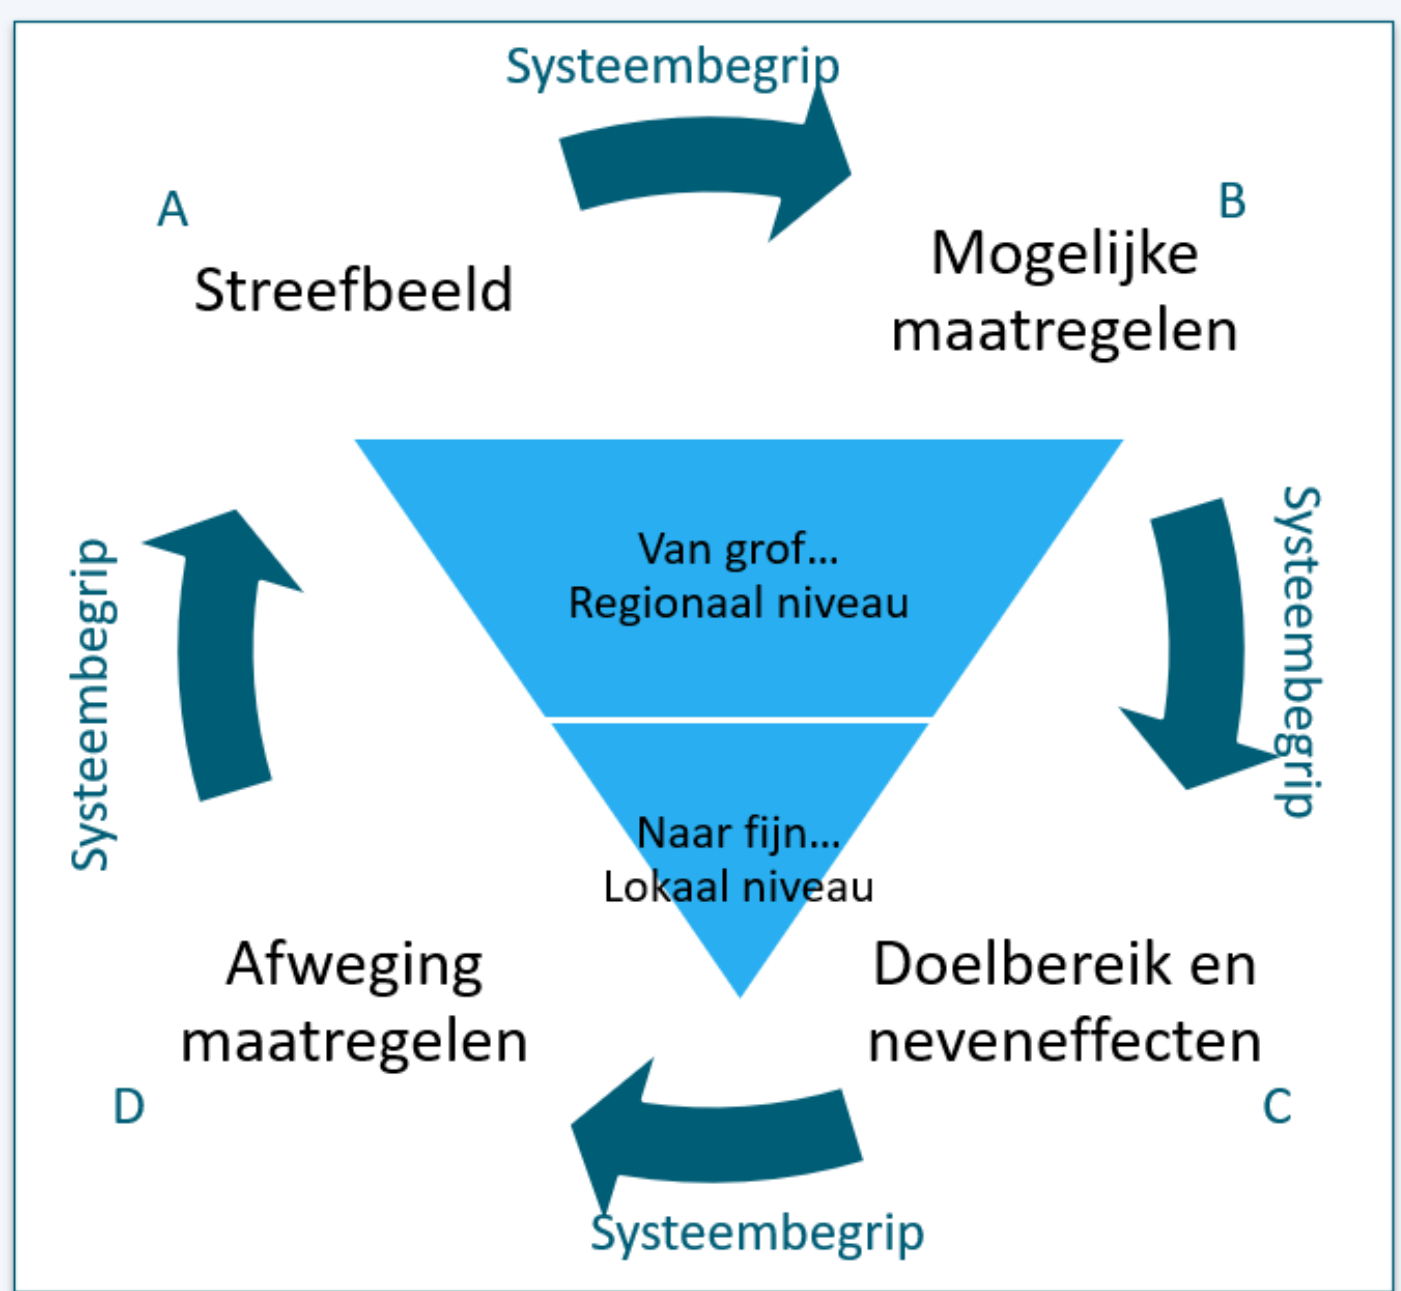 Systeembegrip
A
Streefbeeld
B
Mogelijke
maatregelen
Systeembegrip
Van grof...
Regionaal niveau
Systeembegrip
Naar fijn...
Lokaal niveau
Afweging
maatregelen
D
Doelbereik en
neveneffecten
C
Systeembegrip